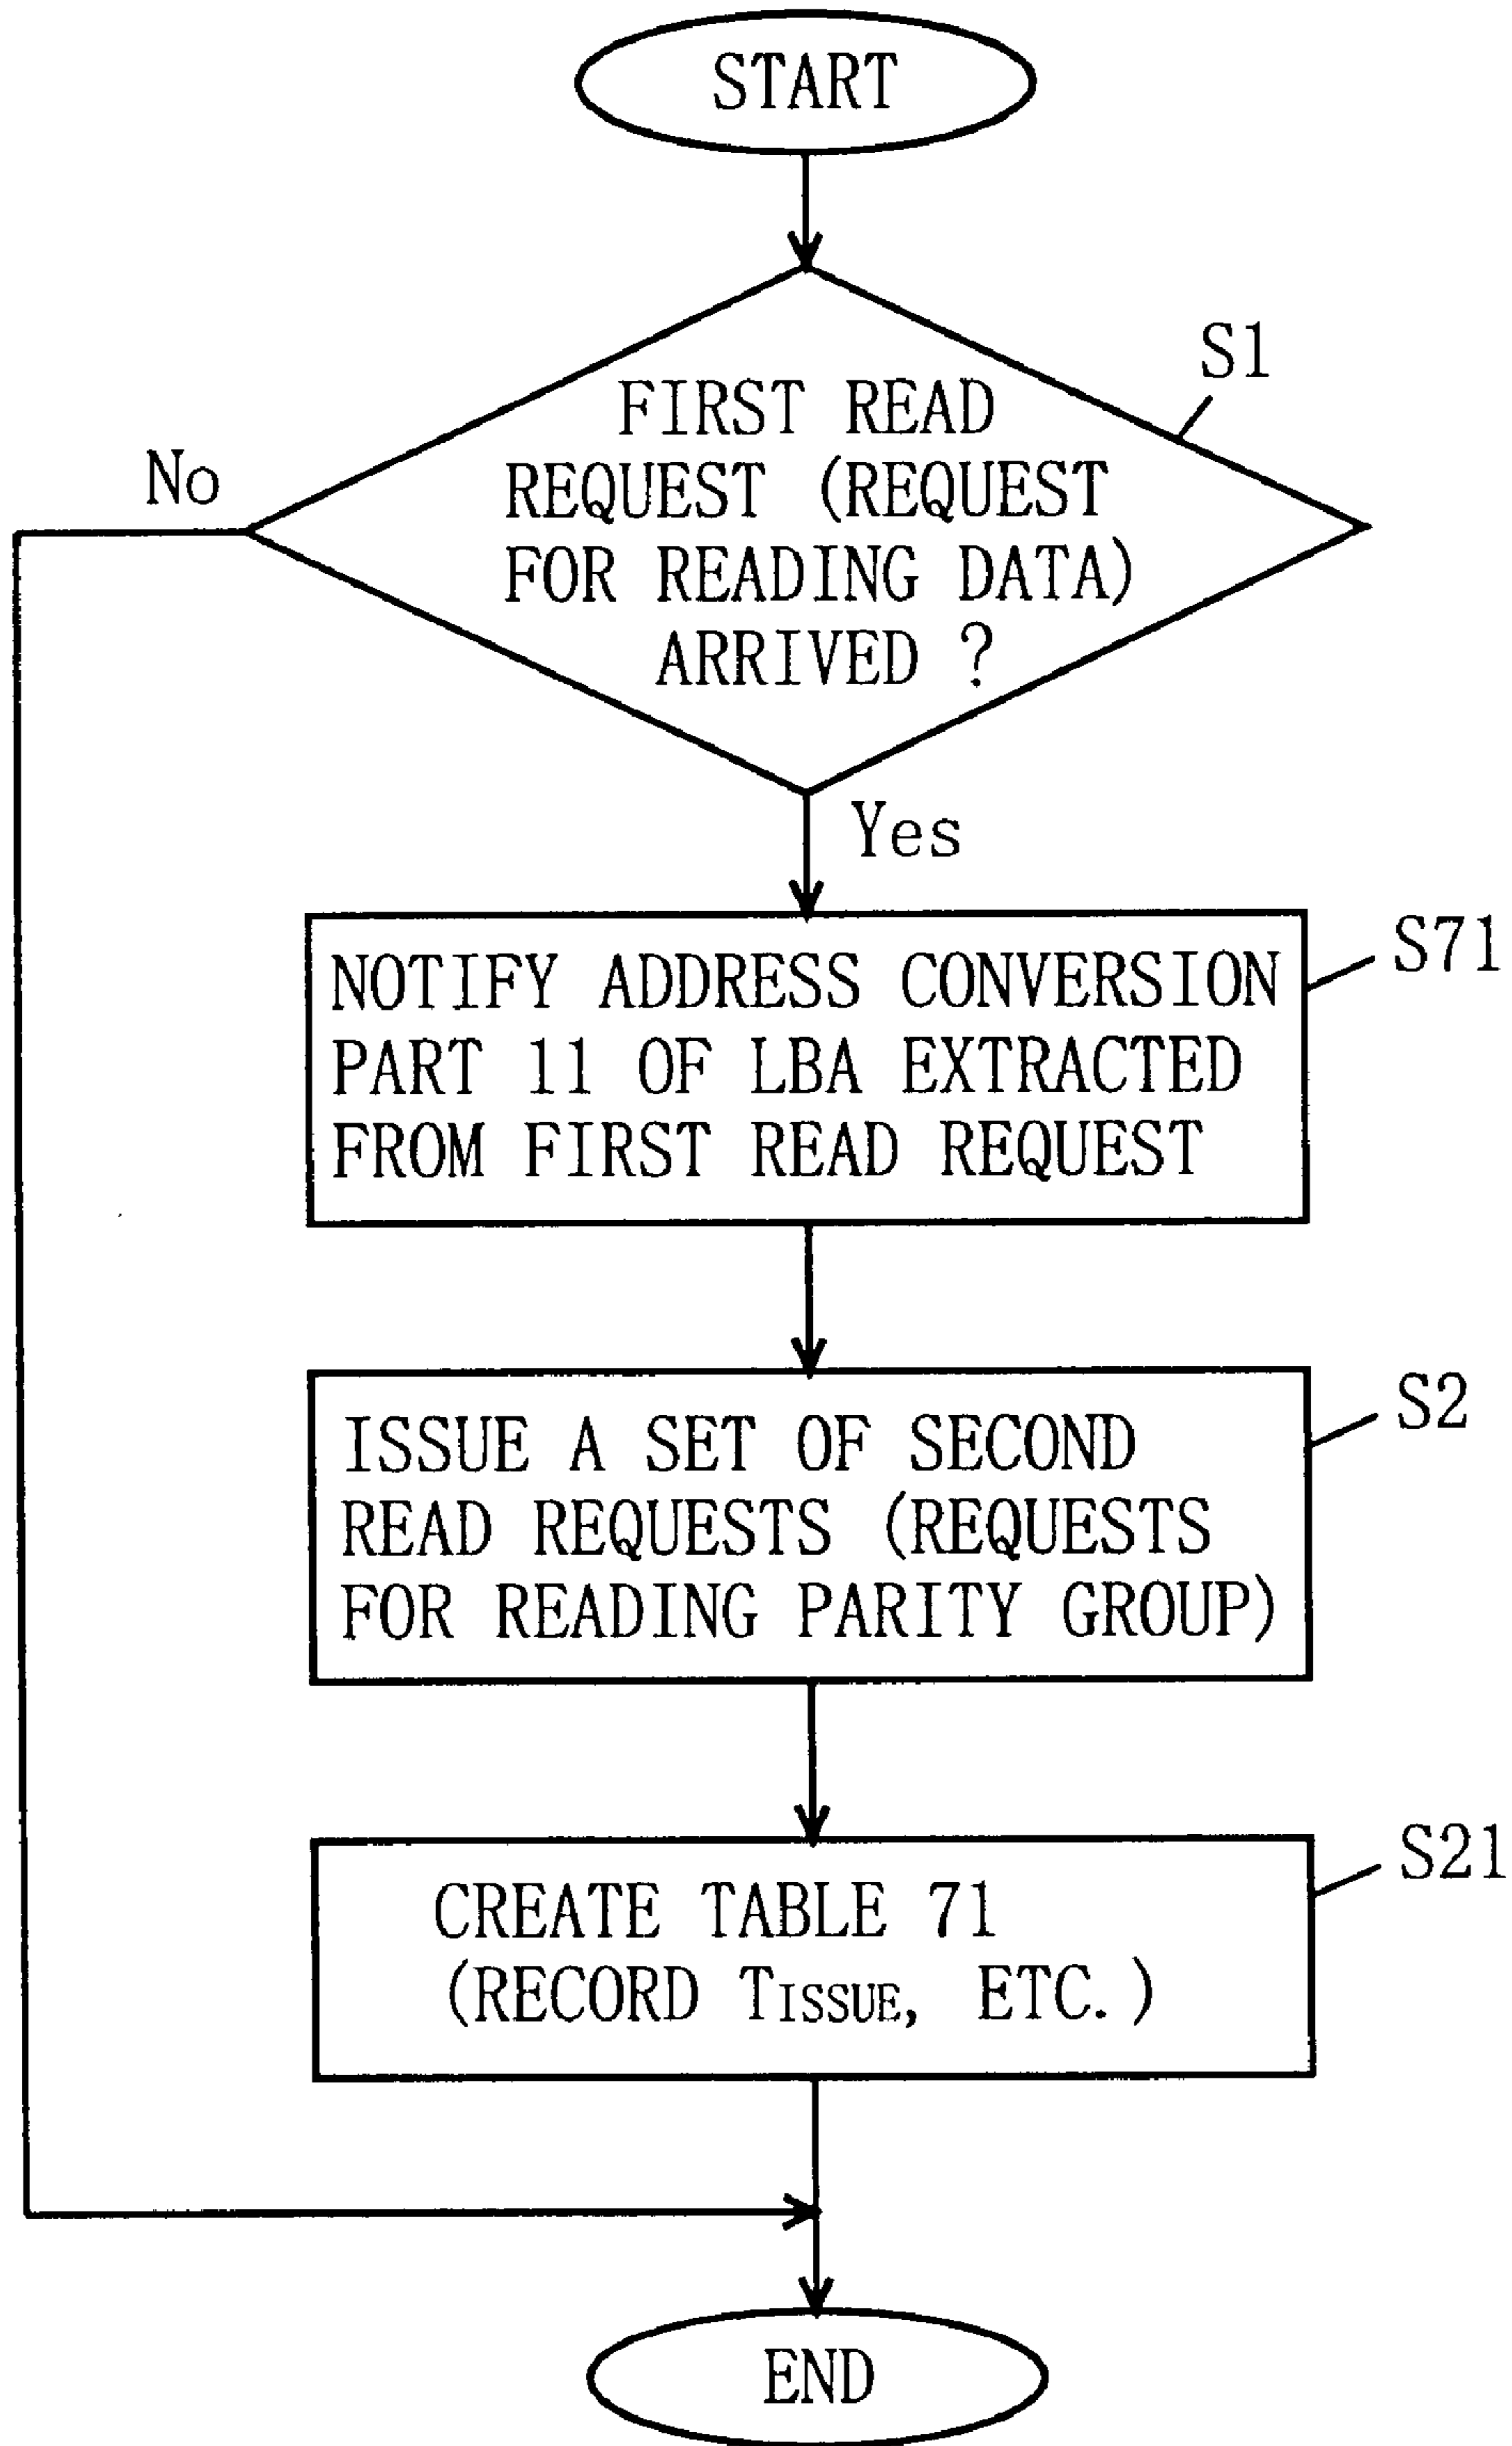 START
S1
FIRST READ
No
REQUEST (REQUEST
FOR READING DATA)
ARRIVED ?
Yes
S71
NOTIFY ADDRESS CONVERSION
PART 11 OF LBA EXTRACTED
FROM FIRST READ REQUEST
S2
ISSUE A SET OF SECOND
READ REQUESTS (REQUESTS
FOR READING PARITY GROUP)
S21
CREATE TABLE 71
(RECORD TISSUE, ETC.)
END